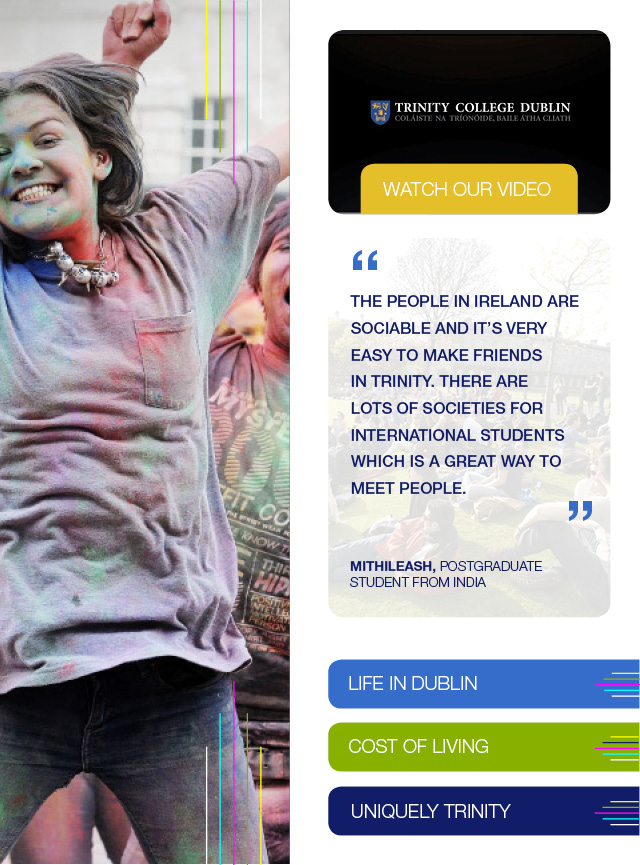 TRINITY COLLEGE DUBLIN
COLÁISTE NA TRÍONÓIDE, BAILE ÁTHA CLIATH
WATCH OUR VIDEO
“
THE PEOPLE IN IRELAND ARE
SOCIABLE AND IT’S VERY
EASY TO MAKE FRIENDS
IN TRINITY. THERE ARE
LOTS OF SOCIETIES FOR
INTERNATIONAL STUDENTS
WHICH IS A GREAT WAY TO
MEET PEOPLE.
”
MITHILEASH, POSTGRADUATE
STUDENT FROM INDIA
LIFE IN DUBLIN
COST OF LIVING
UNIQUELY TRINITY